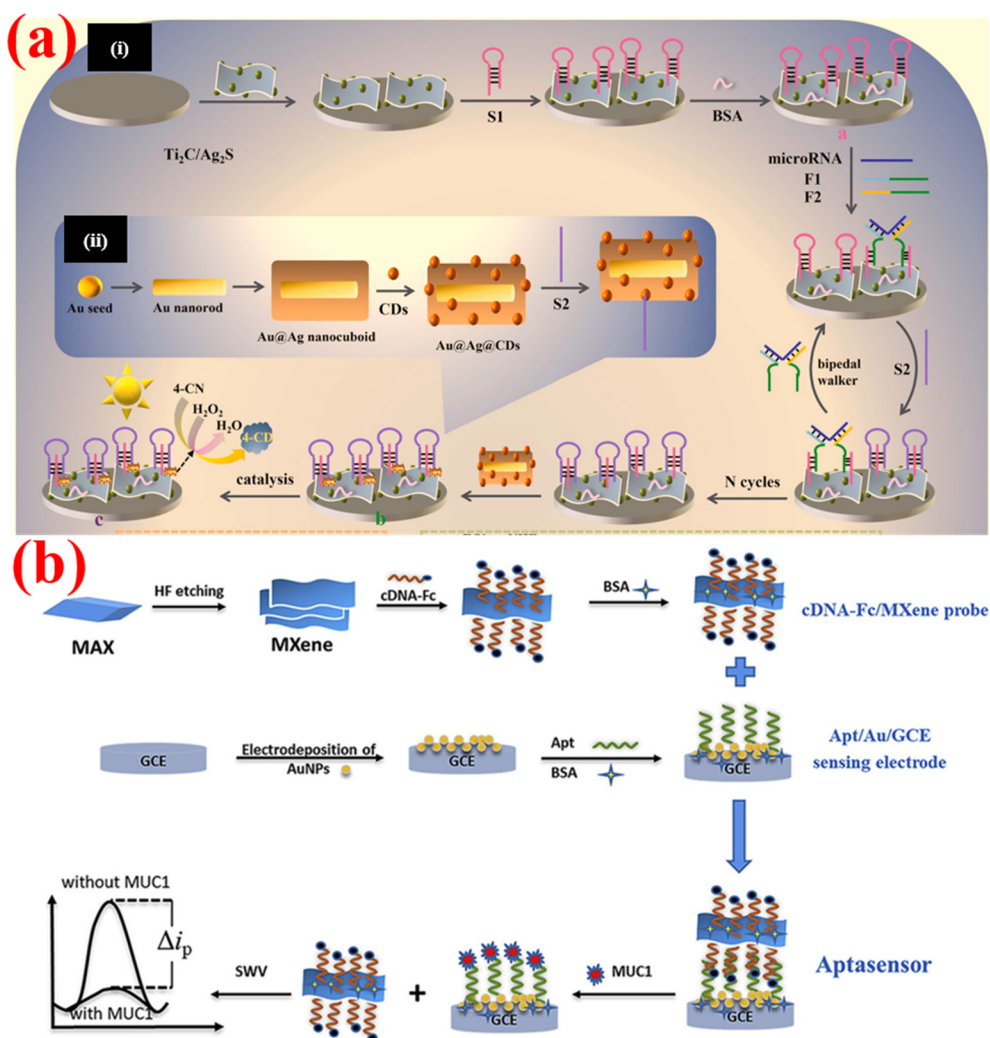 (a)
(i)
Ti₂C/Ag₂S
S1
BSA
a
microRNA
F1
F2
(ii)
Au seed
Au nanorod
Au@Ag nanocuboid
CDs
Au@Ag@CDs
S2
bipedal
walker
S2
4-CN
H₂O₂
H₂O
4-CD
c
catalysis
b
N cycles
(b)
MAX
HF etching
MXene
cDNA-Fc
BSA
cDNA-Fc/MXene probe
GCE
Electrodeposition of
AuNPs
GCE
Apt
BSA
GCE
Apt/Au/GCE
sensing electrode
without MUC1
Δiₚ
with MUC1
SWV
GCE
MUC1
GCE
Aptasensor